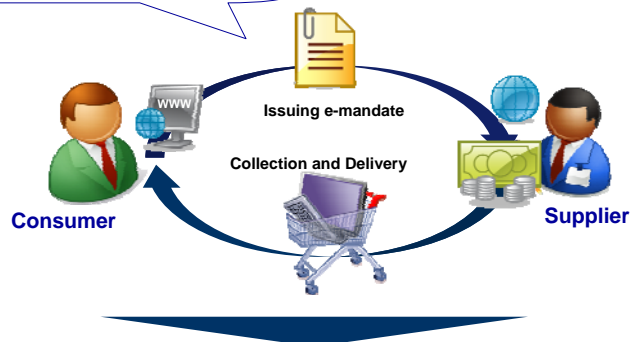 WWW
Issuing e-mandate
Collection and Delivery
Consumer
Supplier